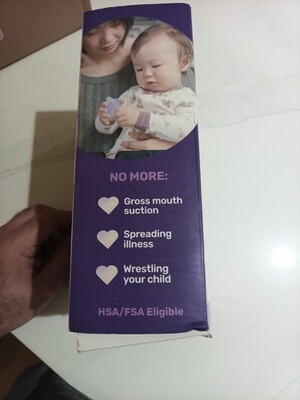 NO MORE:
Gross mouth
suction
Spreading
illness
Wrestling
your child
HSA/FSA Eligible